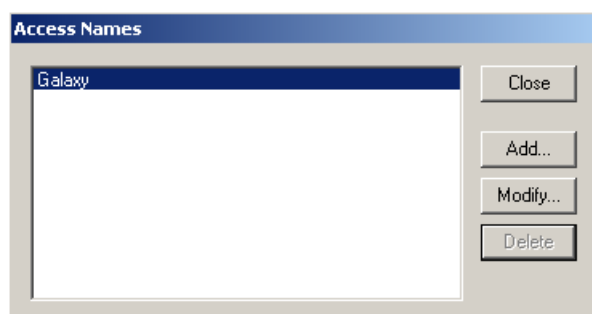 Access Names
Galaxy
Close
Add...
Modify...
Delete